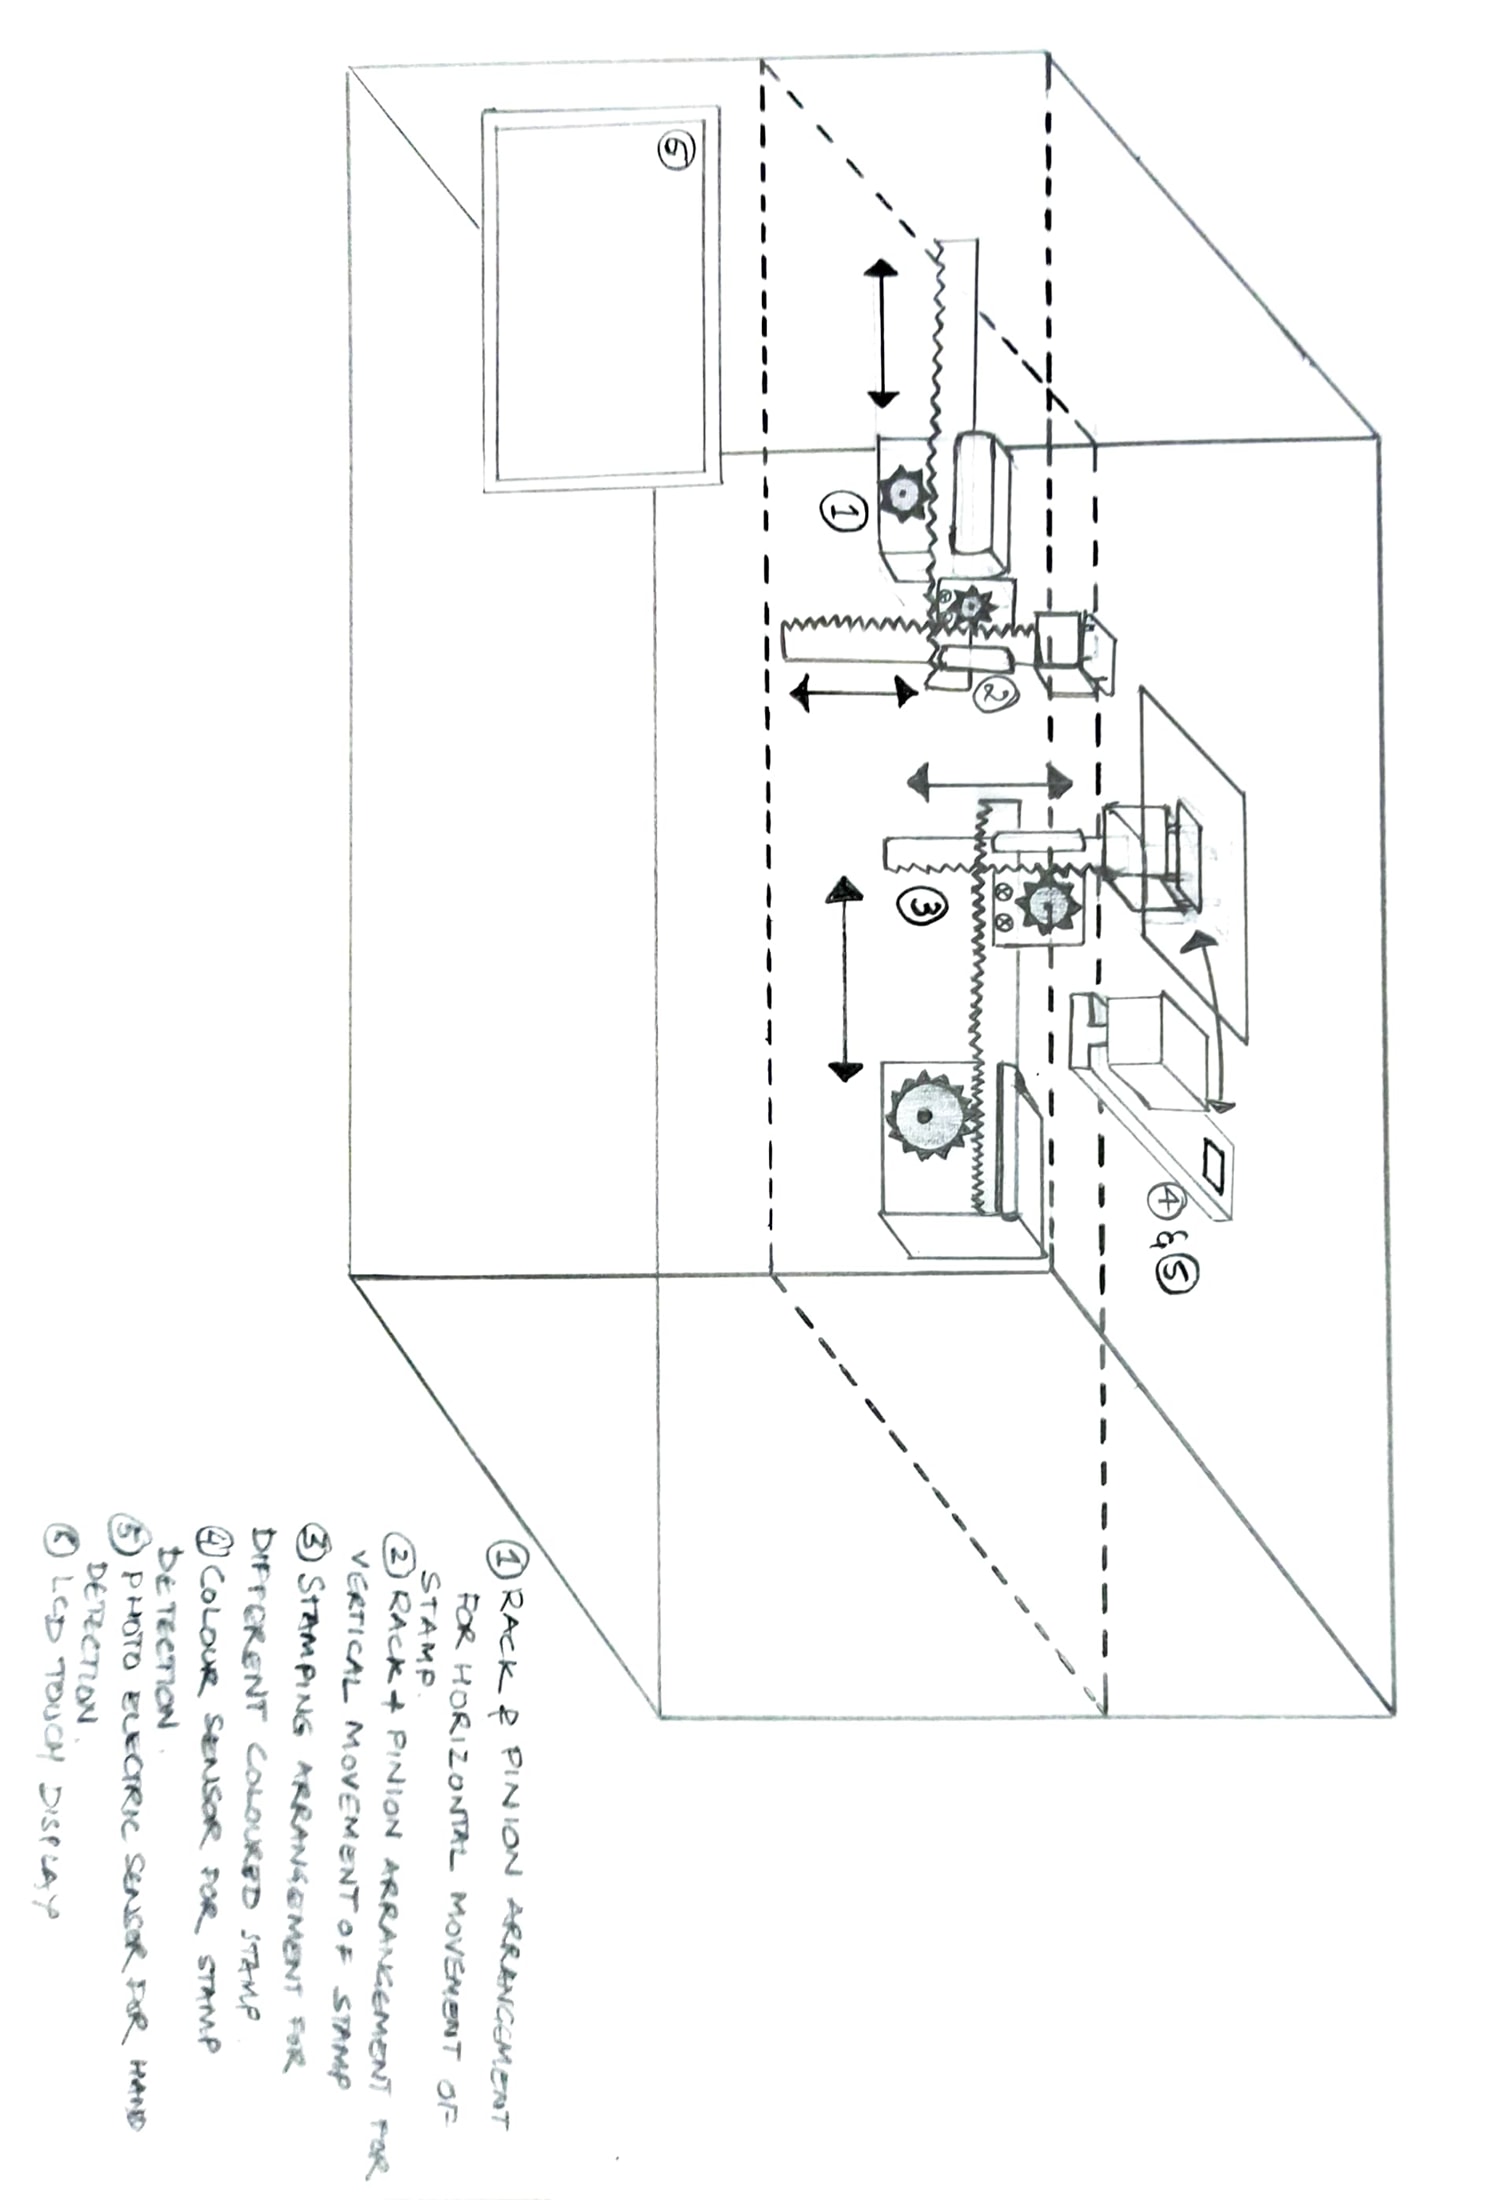 6
1
2
3
4 & 5
1 RACK & PINION ARRANGEMENT
FOR HORIZONTAL MOVEMENT OF
STAMP.
2 RACK + PINION ARRANGEMENT FOR
VERTICAL MOVEMENT OF STAMP
3 STAMPING ARRANGEMENT FOR
DIFFERENT COLOURED STAMP.
4 COLOUR SENSOR FOR STAMP
DETECTION.
5 PHOTO ELECTRIC SENSOR FOR HAND
DETECTION.
6 LCD TOUCH DISPLAY